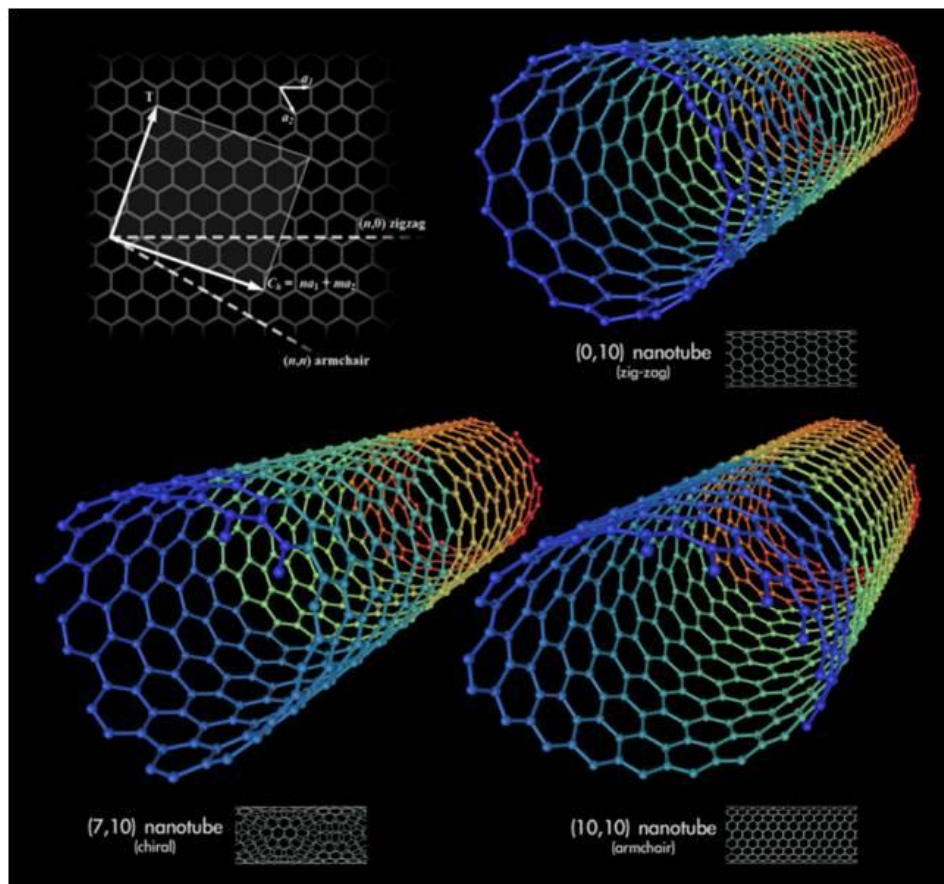 a1
T
a2
(n,0) zigzag
Ch = na1 + ma2
(n,n) armchair
(0,10) nanotube
(zig-zag)
(7,10) nanotube
(chiral)
(10,10) nanotube
(armchair)